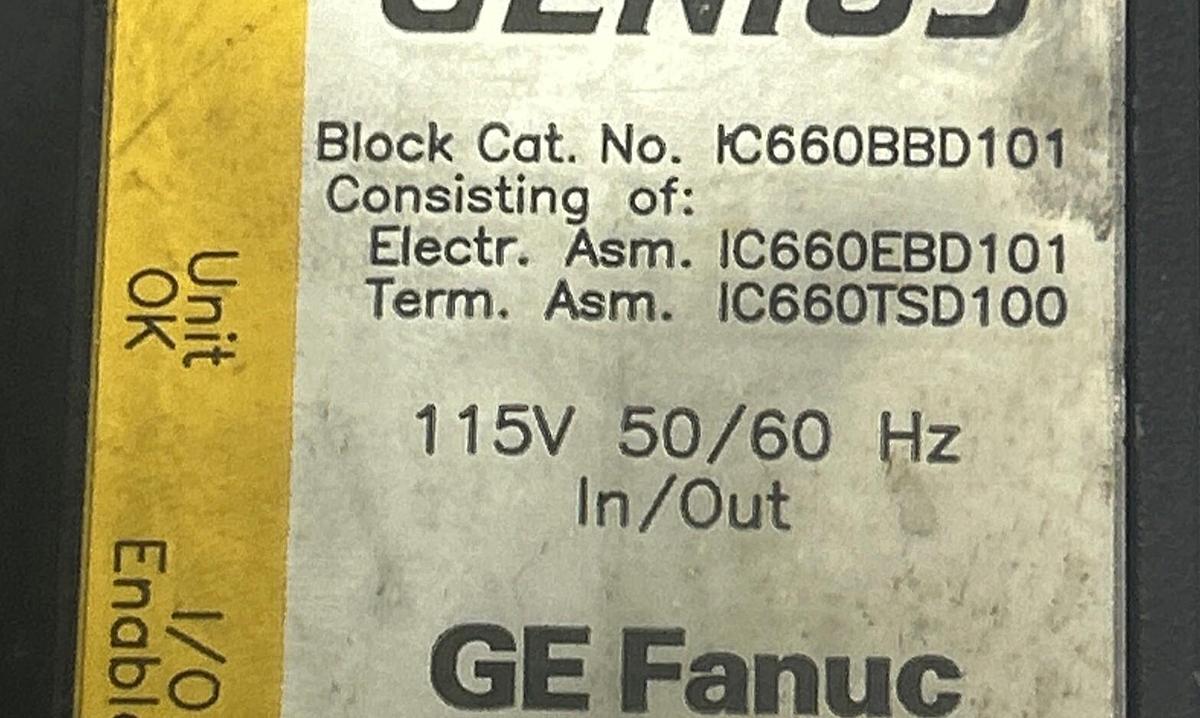 GENIUS
Block Cat. No. IC660BBD101
Consisting of:
Electr. Asm. IC660EBD101
Term. Asm. IC660TSD100
115V 50/60 Hz
In/Out
GE Fanuc
Unit
OK
I/O